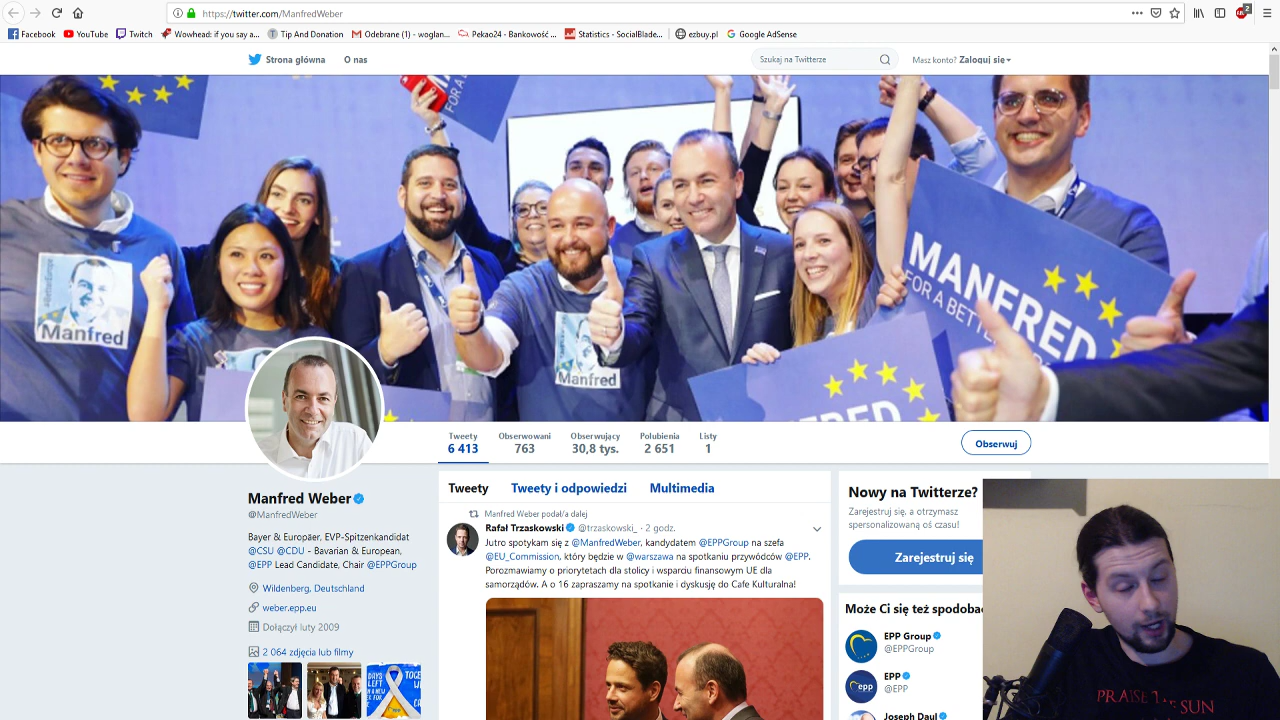 https://twitter.com/ManfredWeber
2
Facebook
YouTube
Twitch
Wowhead: if you say a...
Tip And Donation
Odebrane (1) - woglan...
Pekao24 - Bankowość ...
Statistics - SocialBlade...
ezbuy.pl
Google AdSense
Strona główna
O nas
Szukaj na Twitterze
Masz konto? Zaloguj się
FOR A
MANFRED
FOR A BETTER
Manfred
Manfred
MANFRED
Tweety
6 413
Obserwowani
763
Obserwujący
30,8 tys.
Polubienia
2 651
Listy
1
Obserwuj
Manfred Weber
@ManfredWeber
Bayer & Europäer, EVP-Spitzenkandidat
@CSU @CDU - Bavarian & European,
@EPP Lead Candidate, Chair @EPPGroup
Wildenberg, Deutschland
weber.epp.eu
Dołączył luty 2009
2 064 zdjęcia lub filmy
Tweety
Tweety i odpowiedzi
Multimedia
Manfred Weber podał/a dalej
Rafał Trzaskowski @trzaskowski_ · 2 godz.
Jutro spotykam się z @ManfredWeber, kandydatem @EPPGroup na szefa
@EU_Commission, który będzie w @warszawa na spotkaniu przywódców @EPP.
Porozmawiamy o priorytetach dla stolicy i wsparciu finansowym UE dla
samorządów. A o 16 zapraszamy na spotkanie i dyskusję do Cafe Kulturalna!
Nowy na Twitterze?
Zarejestruj się, a otrzymasz
spersonalizowaną oś czasu!
Zarejestruj się
Może Ci się też spodobać
EPP Group
@EPPGroup
EPP
@EPP
epp
Joseph Daul
PRAISE THE SUN